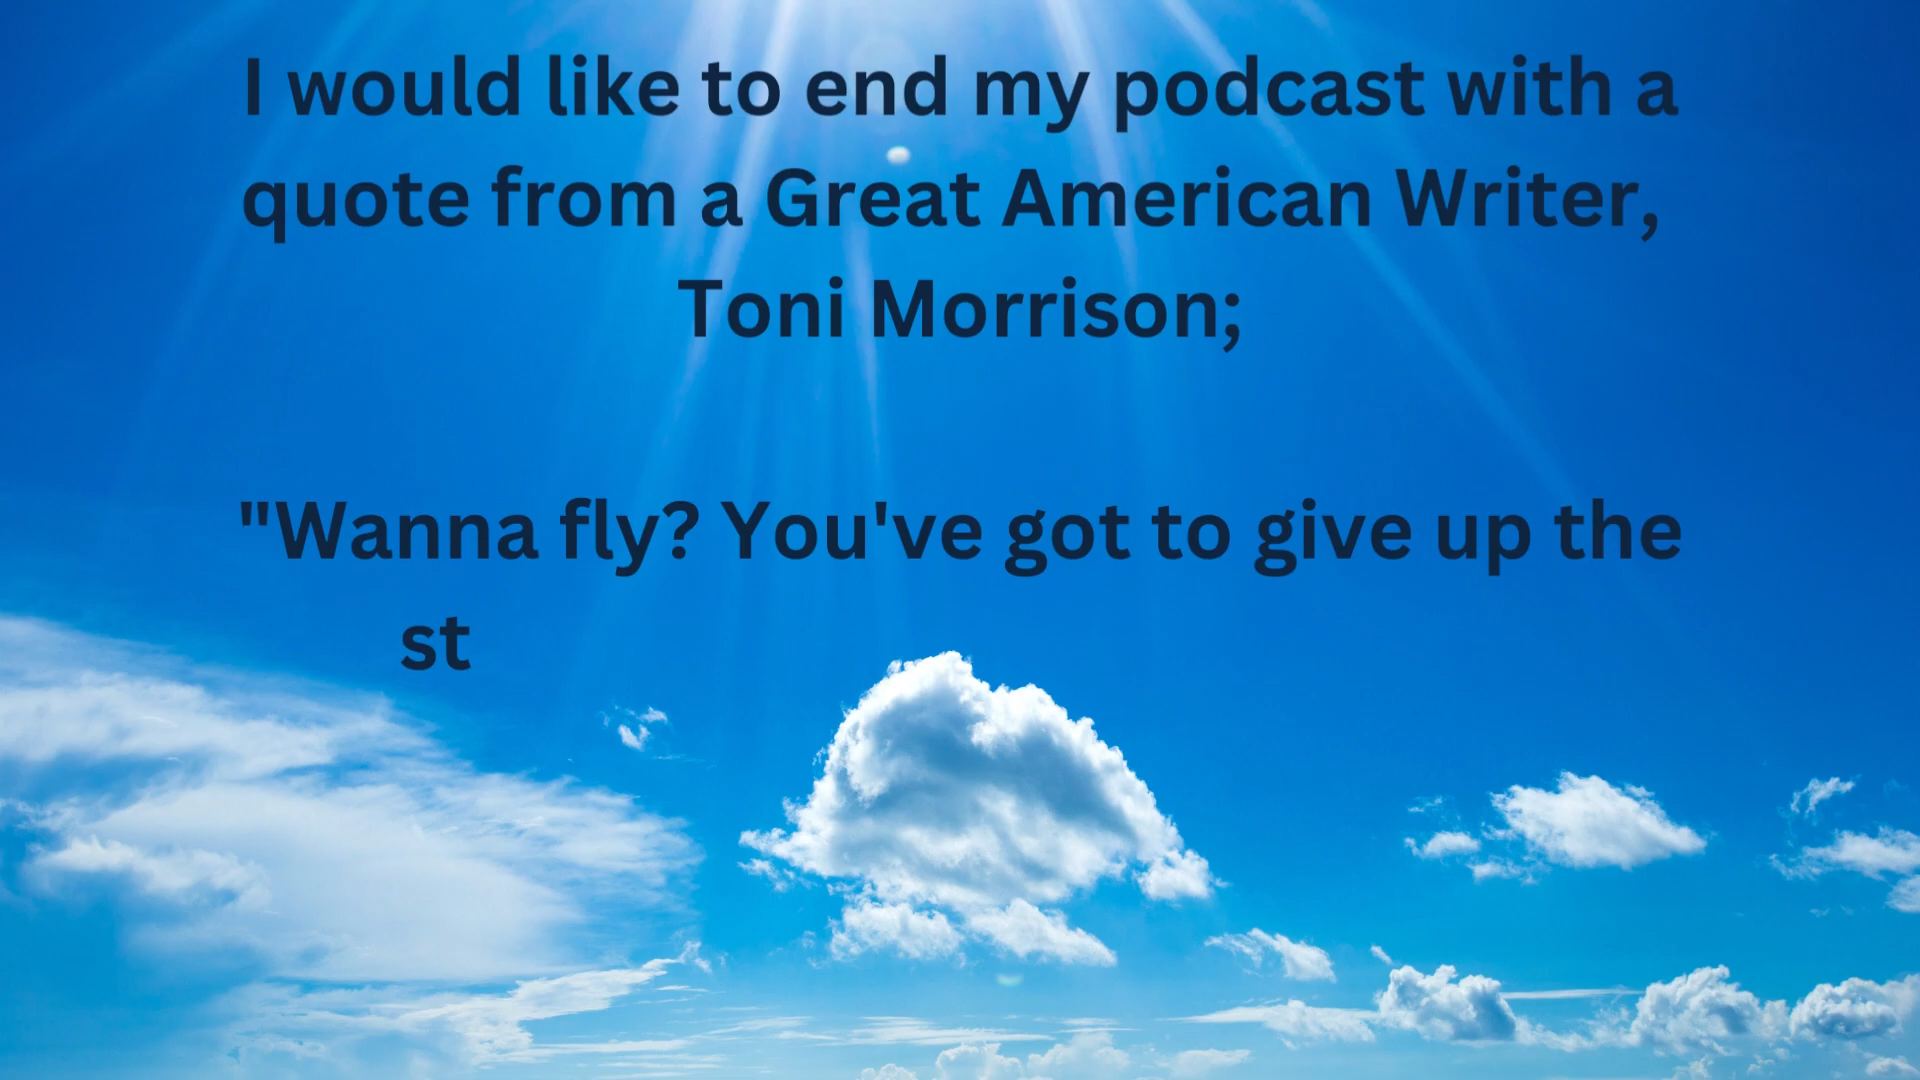 I would like to end my podcast with a
quote from a Great American Writer,
Toni Morrison;
"Wanna fly? You've got to give up the
st